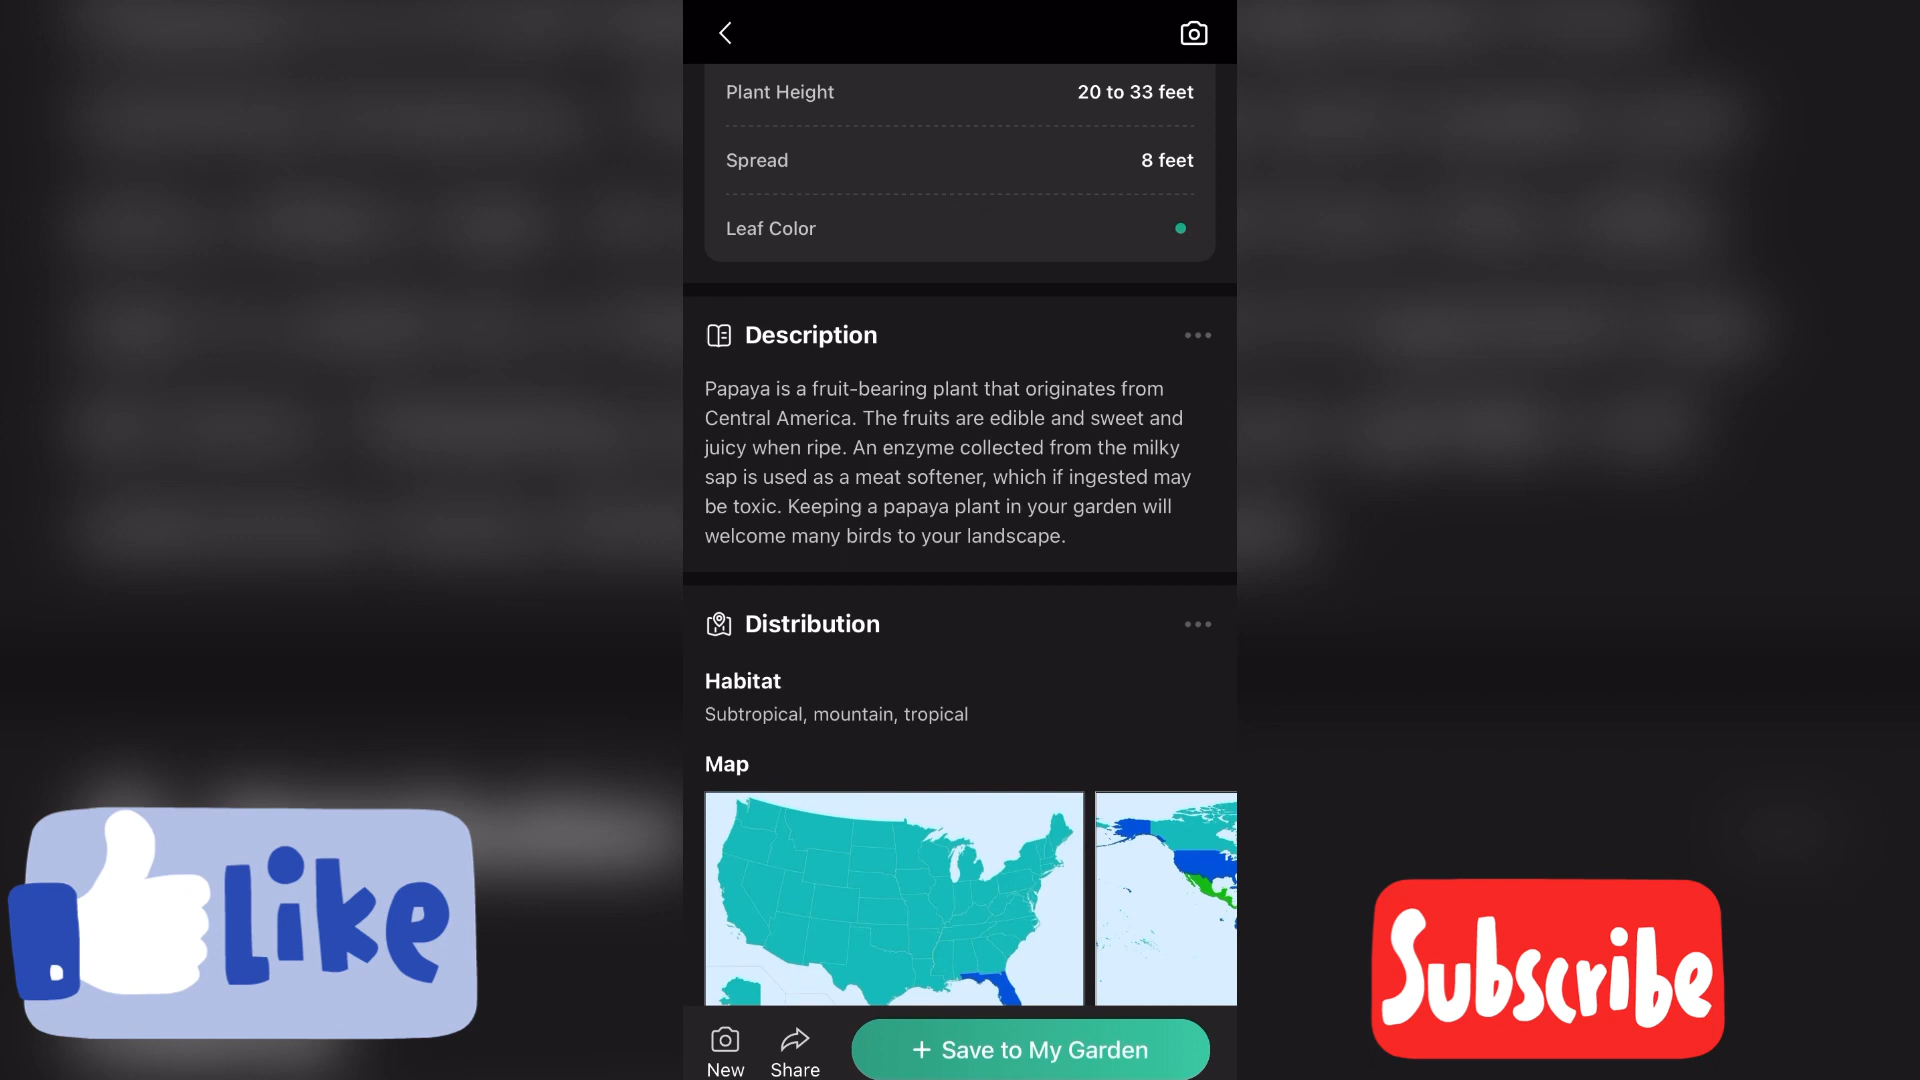 Plant Height 20 to 33 feet
Spread 8 feet
Leaf Color
Description
Papaya is a fruit-bearing plant that originates from
Central America. The fruits are edible and sweet and
juicy when ripe. An enzyme collected from the milky
sap is used as a meat softener, which if ingested may
be toxic. Keeping a papaya plant in your garden will
welcome many birds to your landscape.
Distribution
Habitat
Subtropical, mountain, tropical
Map
like
Subscribe
+ Save to My Garden
New Share